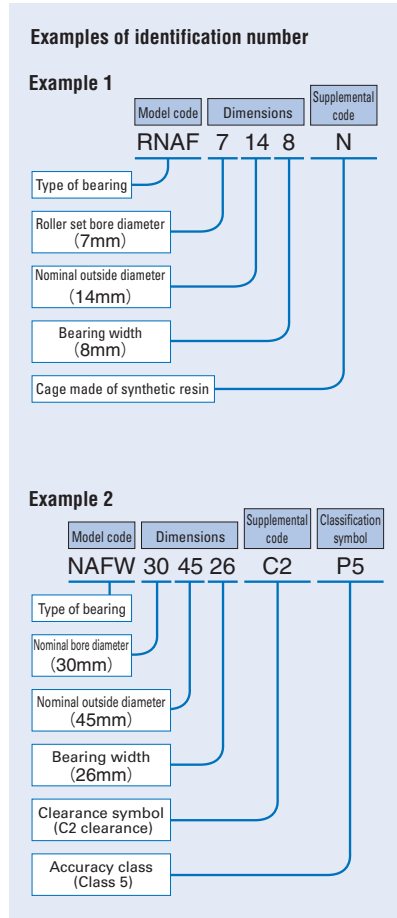 Examples of identification number
Example 1
Model code Dimensions Supplemental code
RNAF 7 14 8 N
Type of bearing
Roller set bore diameter
(7mm)
Nominal outside diameter
(14mm)
Bearing width
(8mm)
Cage made of synthetic resin
Example 2
Model code Dimensions Supplemental code Classification symbol
NAFW 30 45 26 C2 P5
Type of bearing
Nominal bore diameter
(30mm)
Nominal outside diameter
(45mm)
Bearing width
(26mm)
Clearance symbol
(C2 clearance)
Accuracy class
(Class 5)